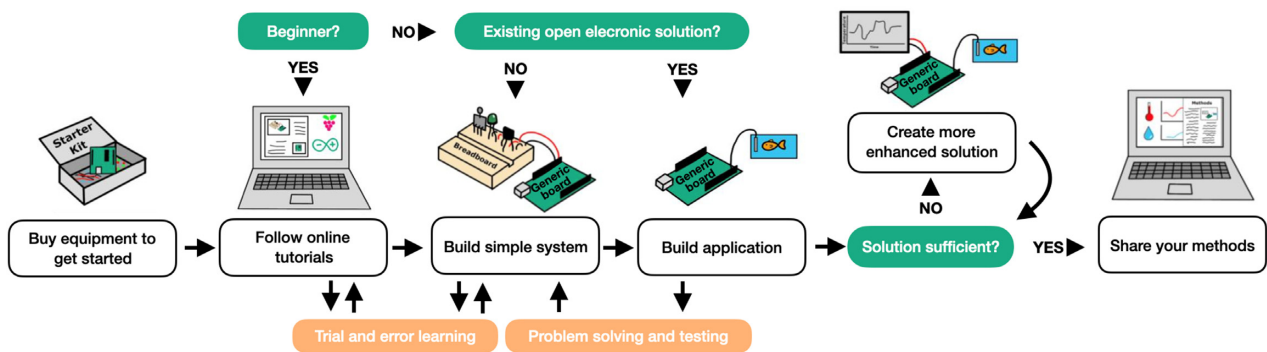 Beginner?
NO
Existing open elecronic solution?
YES
NO
YES
Starter
Kit
Breadboard
Generic
board
Generic
board
Temperature
Time
Generic
board
Methods
Create more
enhanced solution
NO
Buy equipment to
get started
Follow online
tutorials
Build simple system
Build application
Solution sufficient?
YES
Share your methods
Trial and error learning
Problem solving and testing